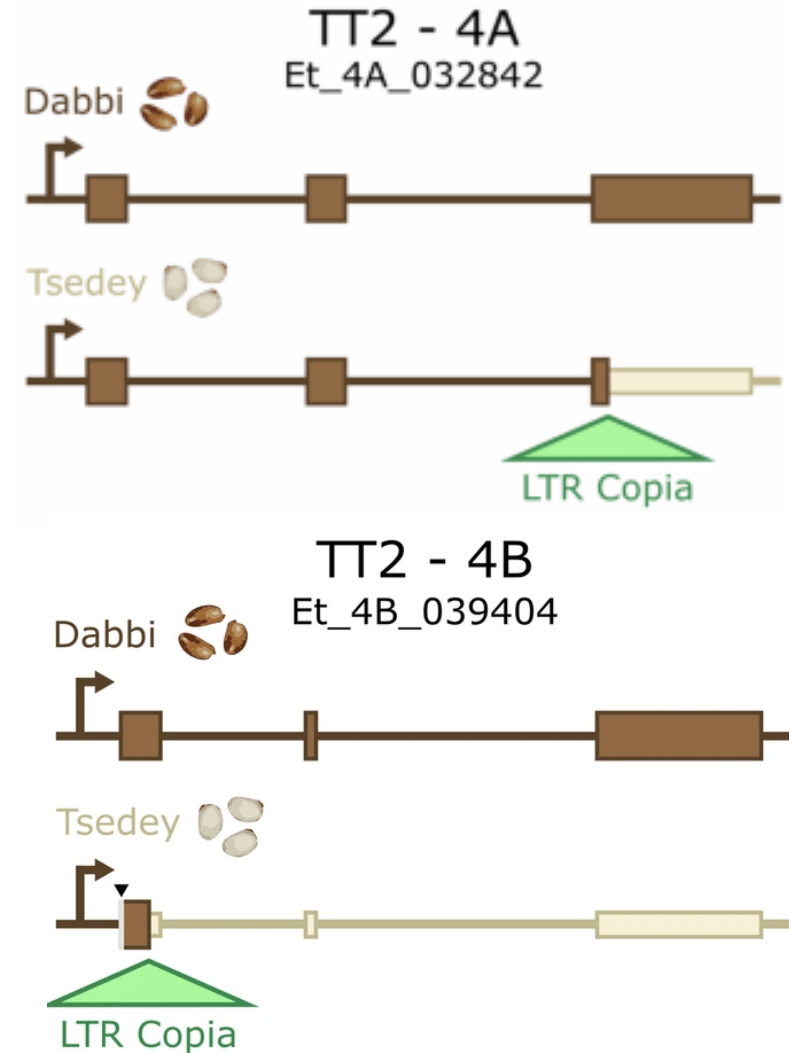 TT2 - 4A
Et_4A_032842
Dabbi
Tsedey
LTR Copia
TT2 - 4B
Et_4B_039404
Dabbi
Tsedey
LTR Copia